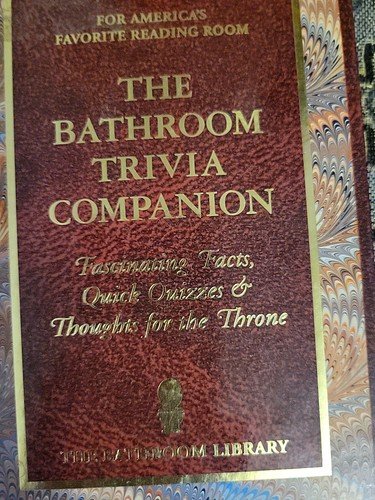 FOR AMERICA'S
FAVORITE READING ROOM
THE
BATHROOM
TRIVIA
COMPANION
Fascinating Facts,
Quick Quizzes &
Thoughts for the Throne
THE BATHROOM LIBRARY